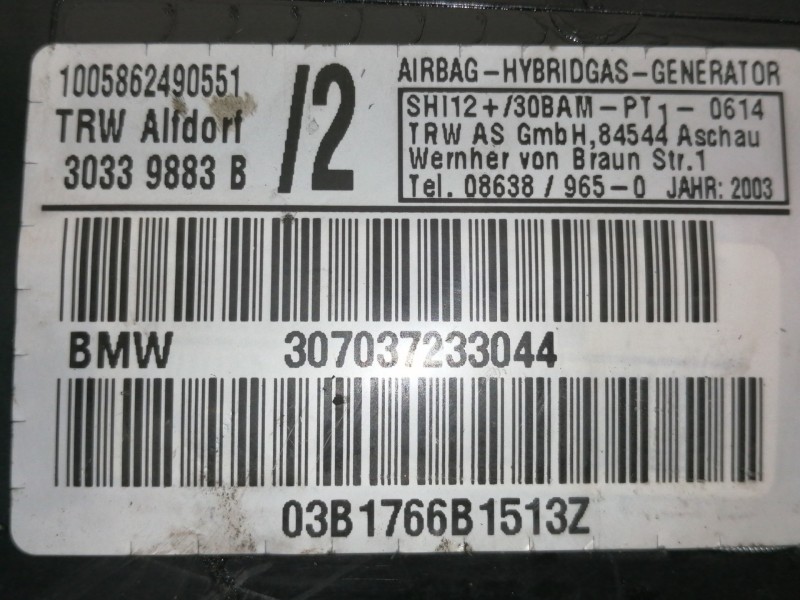 1005862490551
TRW Alfdorf
3033 9883 B
/2
AIRBAG-HYBRIDGAS-GENERATOR
SHI12+/30BAM-PT1-0614
TRW AS GmbH,84544 Aschau
Wernher von Braun Str.1
Tel. 08638 / 965-0 JAHR: 2003
BMW 307037233044
03B1766B1513Z